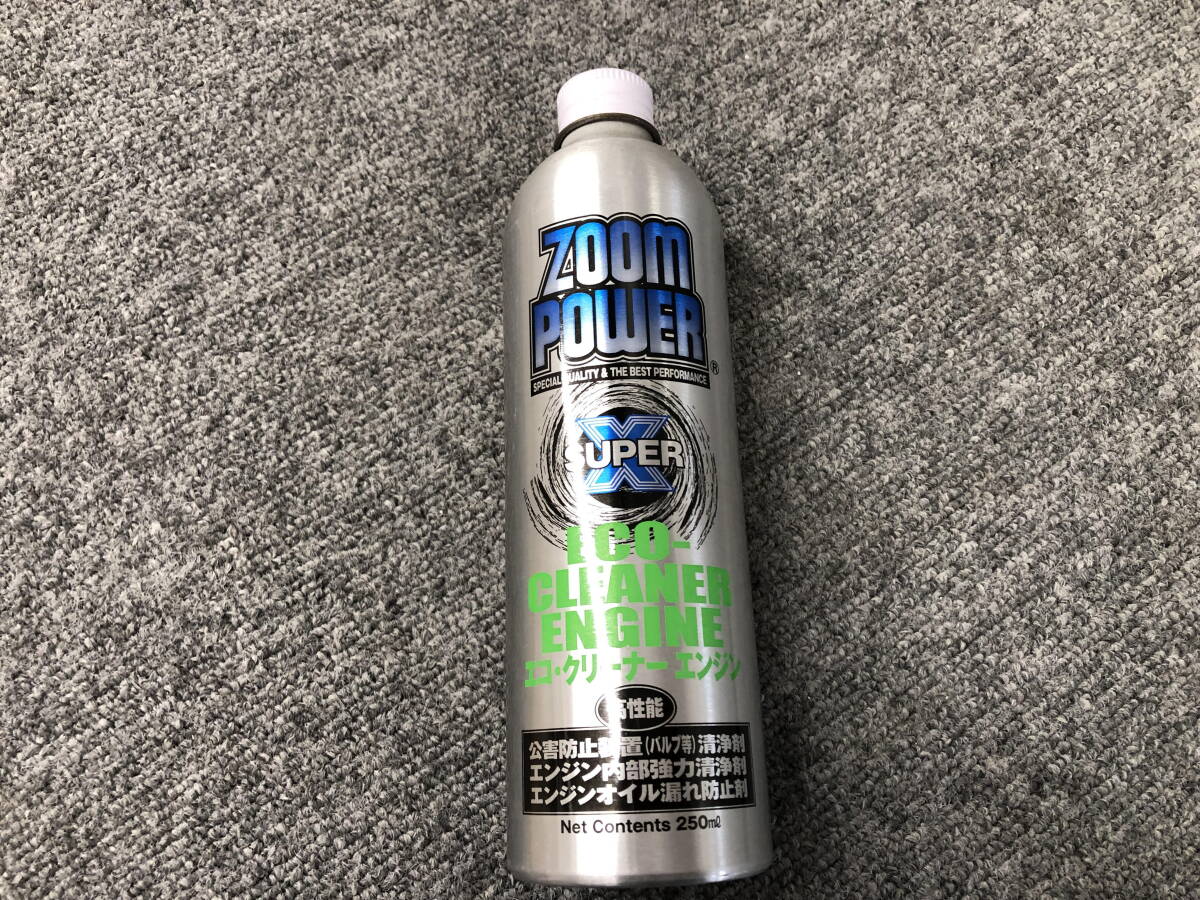 ZOOM
POWER
®
SPECIAL QUALITY & THE BEST PERFORMANCE
SUPER X
ECO-
CLEANER
ENGINE
エコ・クリーナー エンジン
高性能
公害防止装置(バルブ等)清浄剤
エンジン内部強力清浄剤
エンジンオイル漏れ防止剤
Net Contents 250mℓ